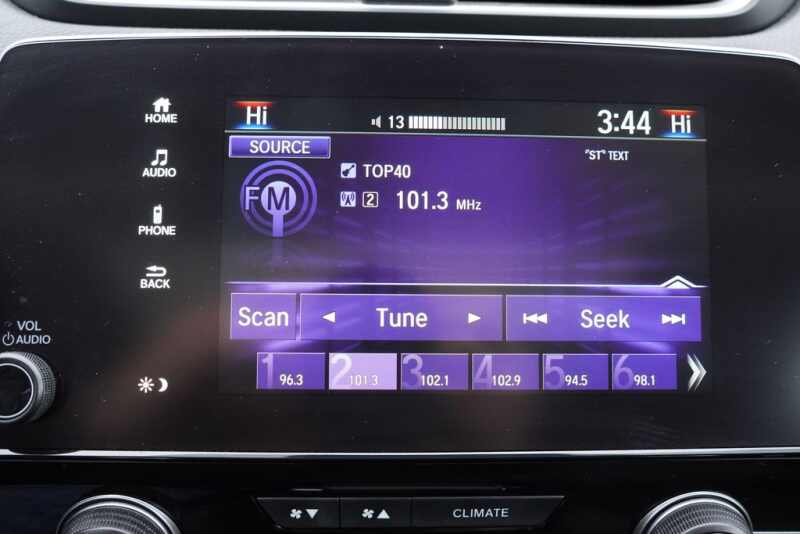 Hi 13 3:44 Hi
SOURCE "ST" TEXT
FM TOP40
2 101.3 MHz
Scan Tune Seek
1 96.3 2 101.3 3 102.1 4 102.9 5 94.5 6 98.1
HOME
AUDIO
PHONE
BACK
VOL
AUDIO
CLIMATE